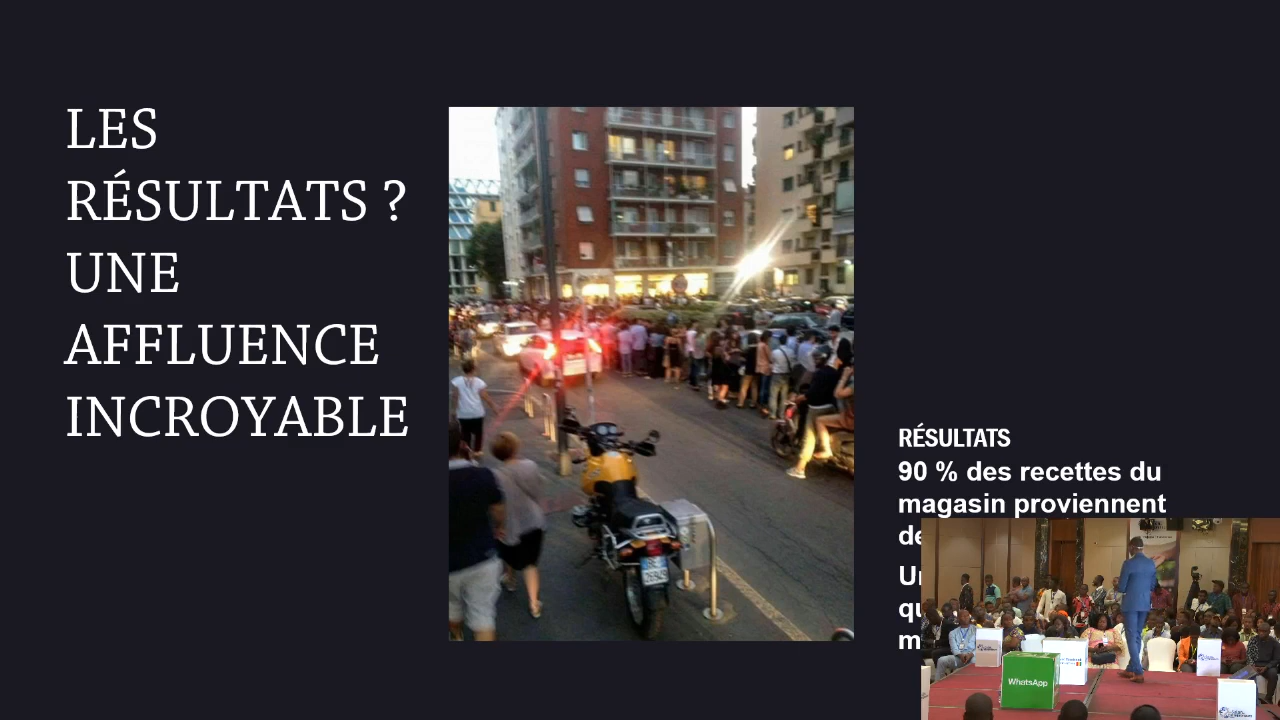 LES
RÉSULTATS ?
UNE
AFFLUENCE
INCROYABLE
RÉSULTATS
90 % des recettes du
magasin proviennent
WhatsApp